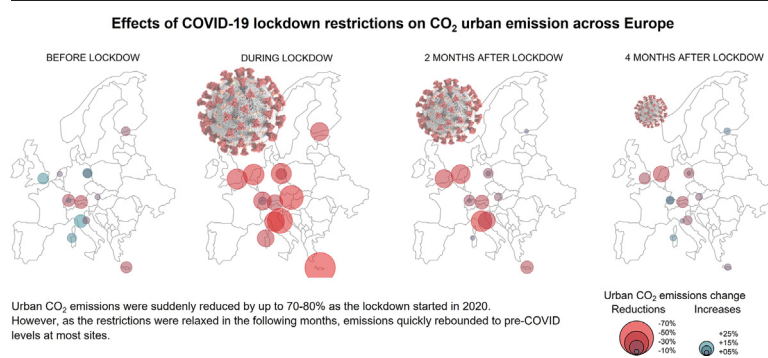 Effects of COVID-19 lockdown restrictions on CO₂ urban emission across Europe
BEFORE LOCKDOW
DURING LOCKDOW
2 MONTHS AFTER LOCKDOW
4 MONTHS AFTER LOCKDOW
Urban CO₂ emissions were suddenly reduced by up to 70-80% as the lockdown started in 2020.
However, as the restrictions were relaxed in the following months, emissions quickly rebounded to pre-COVID
levels at most sites.
Urban CO₂ emissions change
Reductions
Increases
-70%
-50%
-30%
-10%
+25%
+15%
+05%